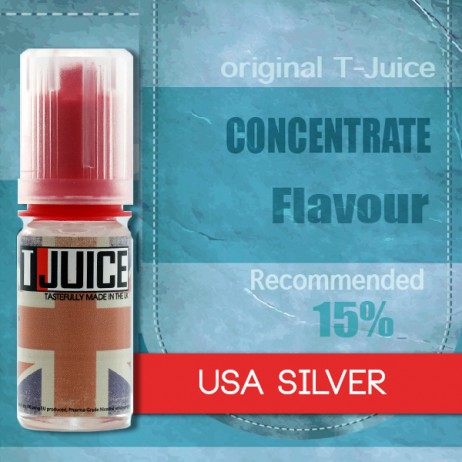 original T-Juice
CONCENTRATE
Flavour
Recommended
15%
USA SILVER
T JUICE
TASTEFULLY MADE IN THE UK